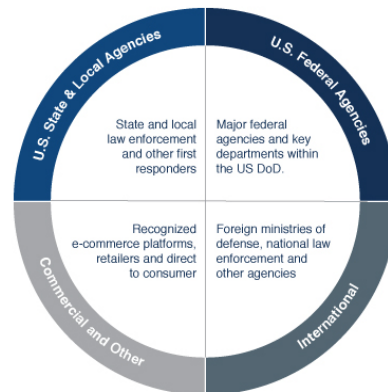 U.S. State & Local Agencies
U.S. Federal Agencies
State and local
law enforcement
and other first
responders
Major federal
agencies and key
departments within
the US DoD.
Recognized
e-commerce platforms,
retailers and direct
to consumer
Foreign ministries of
defense, national law
enforcement and
other agencies
Commercial and Other
International